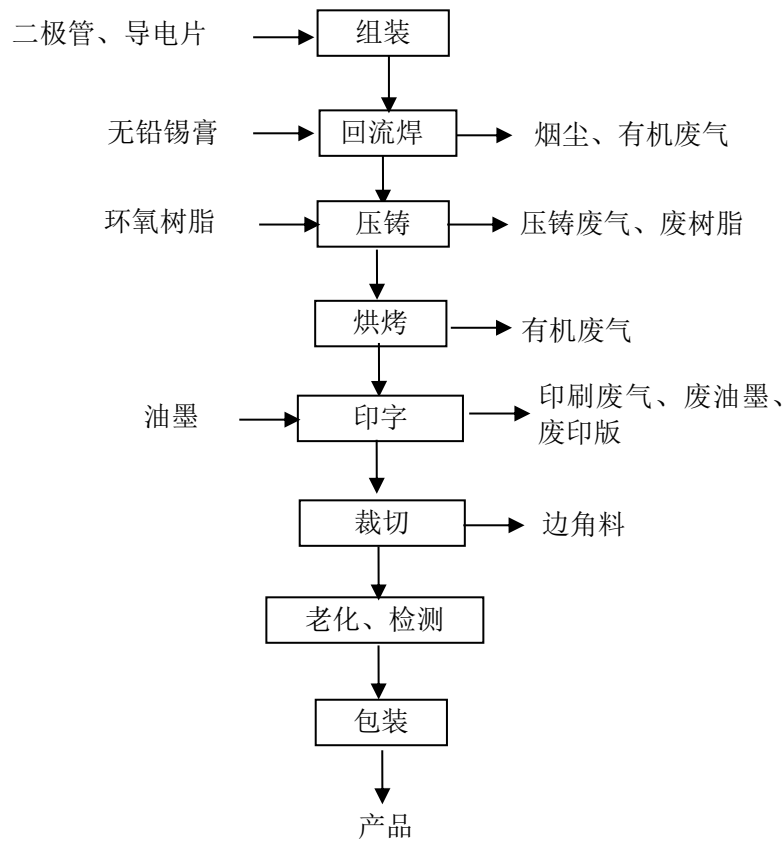 二极管、导电片
组装
无铅锡膏
回流焊
烟尘、有机废气
环氧树脂
压铸
压铸废气、废树脂
烘烤
有机废气
油墨
印字
印刷废气、废油墨、
废印版
裁切
边角料
老化、检测
包装
产品